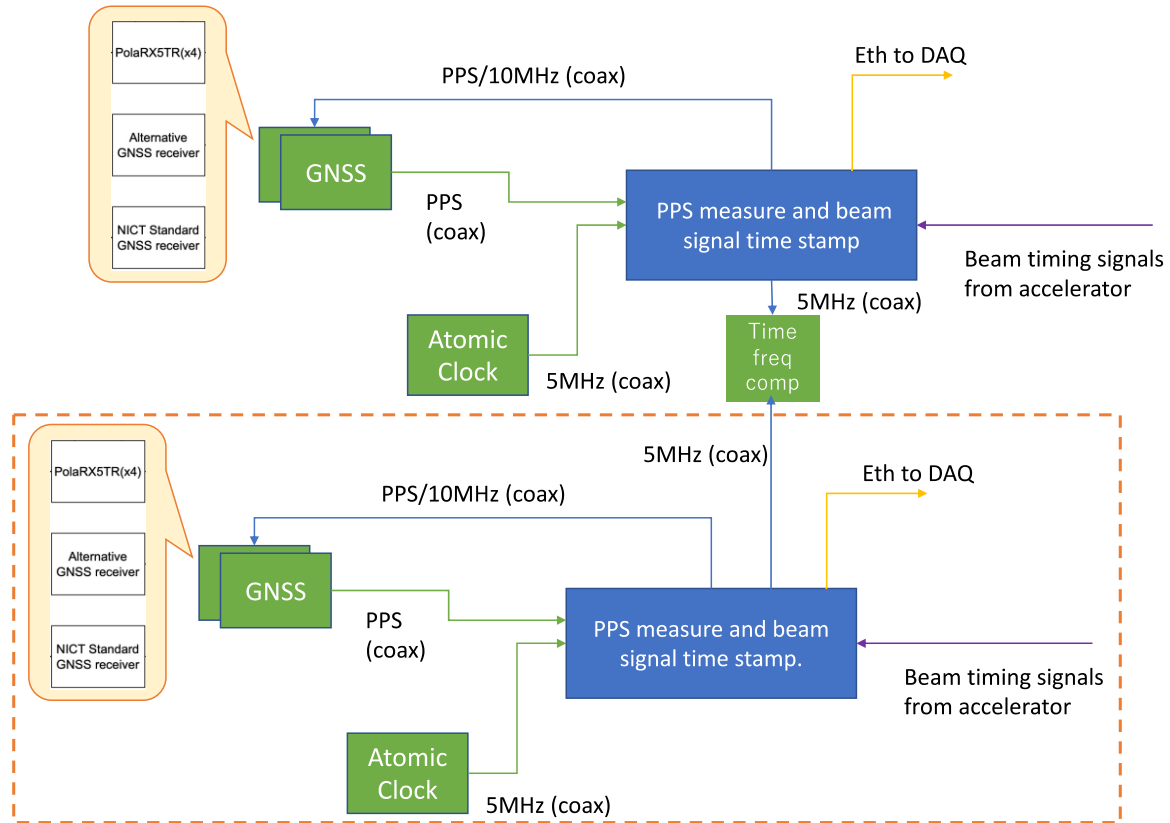 PolaRX5TR(x4)
Alternative
GNSS receiver
NICT Standard
GNSS receiver
PPS/10MHz (coax)
Eth to DAQ
GNSS
PPS
(coax)
PPS measure and beam
signal time stamp
Beam timing signals
from accelerator
5MHz (coax)
Atomic
Clock
5MHz (coax)
Time
freq
comp
PolaRX5TR(x4)
Alternative
GNSS receiver
NICT Standard
GNSS receiver
5MHz (coax)
PPS/10MHz (coax)
Eth to DAQ
GNSS
PPS
(coax)
PPS measure and beam
signal time stamp.
Beam timing signals
from accelerator
Atomic
Clock
5MHz (coax)